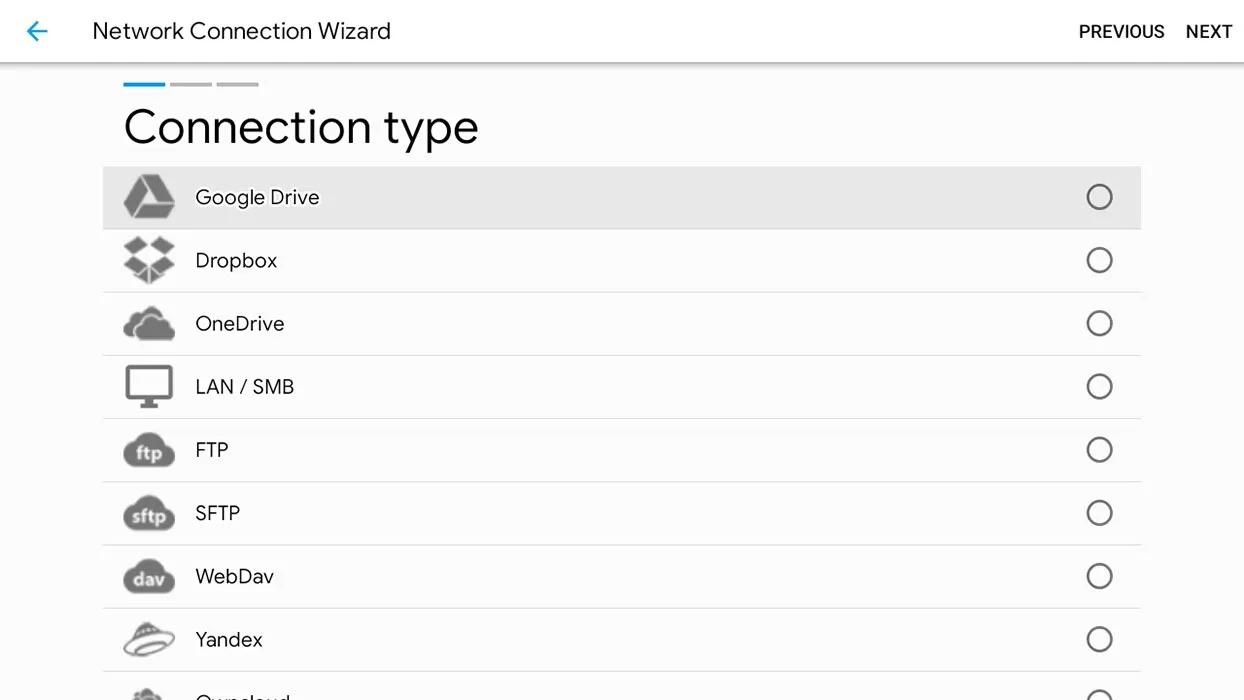 Network Connection Wizard
PREVIOUS NEXT
Connection type
Google Drive
Dropbox
OneDrive
LAN / SMB
ftp FTP
sftp SFTP
dav WebDav
Yandex